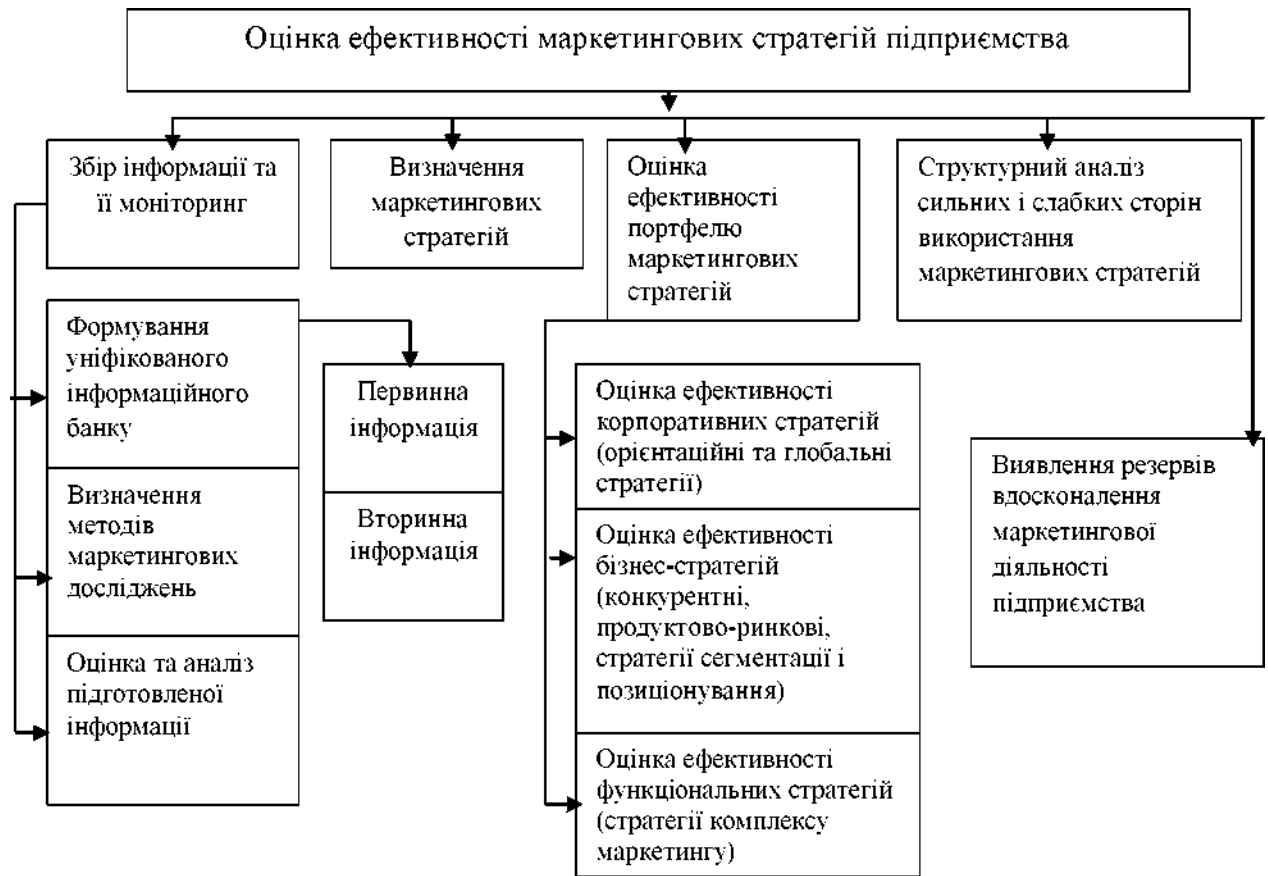 Оцінка ефективності маркетингових стратегій підприємства
Збір інформації та
її моніторинг
Визначення
маркетингових
стратегій
Оцінка
ефективності
портфелю
маркетингових
стратегій
Структурний аналіз
сильних і слабких сторін
використання
маркетингових стратегій
Формування
уніфікованого
інформаційного
банку
Визначення
методів
маркетингових
досліджень
Оцінка та аналіз
підготовленої
інформації
Первинна
інформація
Вторинна
інформація
Оцінка ефективності
корпоративних стратегій
(орієнтаційні та глобальні
стратегії)
Оцінка ефективності
бізнес-стратегій
(конкурентні,
продуктово-ринкові,
стратегії сегментації і
позиціонування)
Оцінка ефективності
функціональних стратегій
(стратегії комплексу
маркетингу)
Виявлення резервів
вдосконалення
маркетингової
діяльності
підприємства